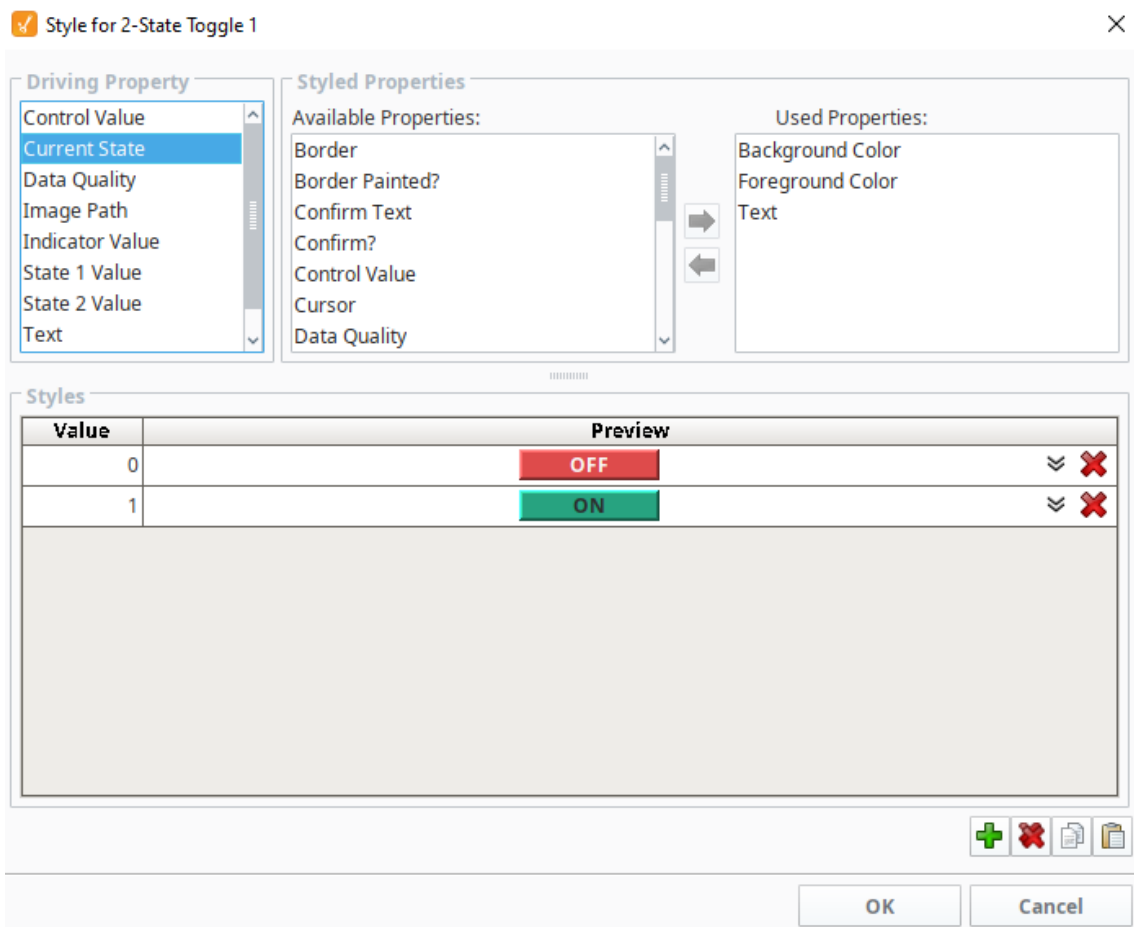 Style for 2-State Toggle 1
Driving Property
Control Value
Current State
Data Quality
Image Path
Indicator Value
State 1 Value
State 2 Value
Text
Styled Properties
Available Properties:
Border
Border Painted?
Confirm Text
Confirm?
Control Value
Cursor
Data Quality
Used Properties:
Background Color
Foreground Color
Text
Styles
Value Preview
0 OFF
1 ON
OK Cancel